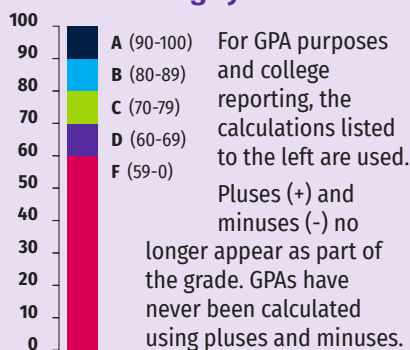 100
90
80
70
60
50
40
30
20
10
0
A (90-100)
B (80-89)
C (70-79)
D (60-69)
F (59-0)
For GPA purposes
and college
reporting, the
calculations listed
to the left are used.
Pluses (+) and
minuses (-) no
longer appear as part of
the grade. GPAs have
never been calculated
using pluses and minuses.